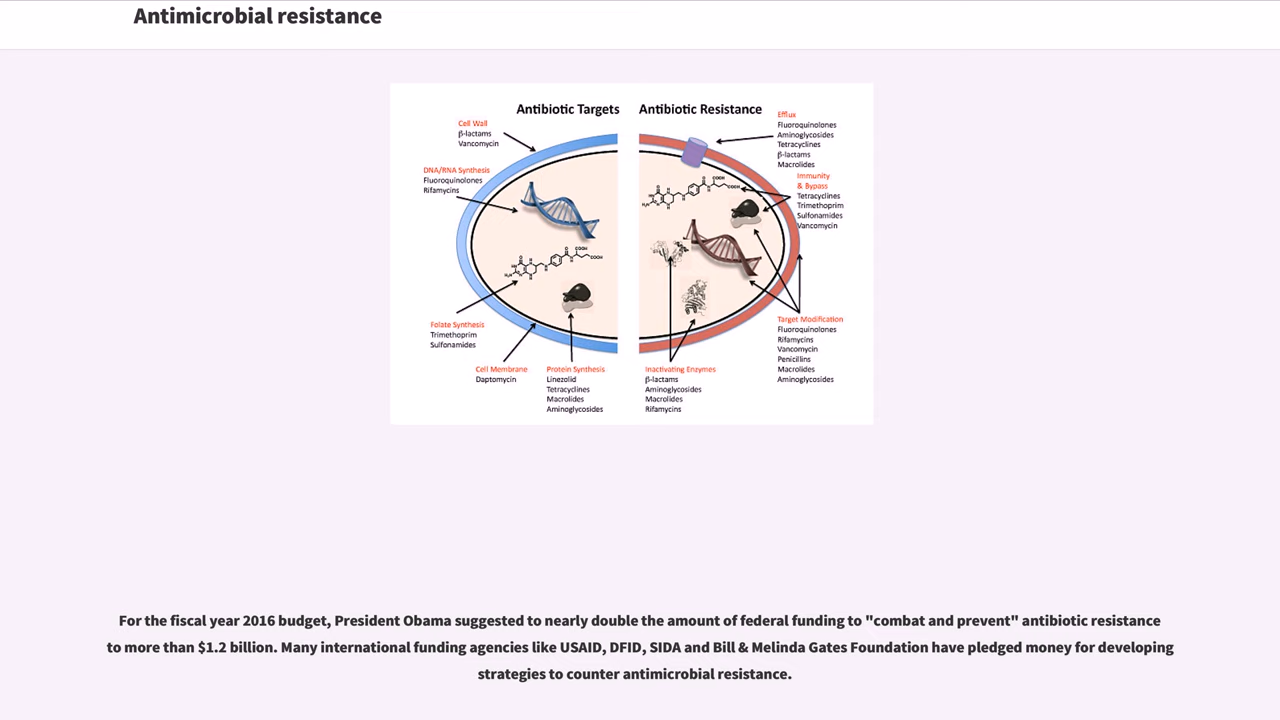 Antimicrobial resistance
Antibiotic Targets
Cell Wall
β-lactams
Vancomycin
DNA/RNA Synthesis
Fluoroquinolones
Rifamycins
Folate Synthesis
Trimethoprim
Sulfonamides
Cell Membrane
Daptomycin
Protein Synthesis
Linezolid
Tetracyclines
Macrolides
Aminoglycosides
Antibiotic Resistance
Efflux
Fluoroquinolones
Aminoglycosides
Tetracyclines
β-lactams
Macrolides
Immunity
& Bypass
Tetracyclines
Trimethoprim
Sulfonamides
Vancomycin
Target Modification
Fluoroquinolones
Rifamycins
Vancomycin
Penicillins
Macrolides
Aminoglycosides
Inactivating Enzymes
β-lactams
Aminoglycosides
Macrolides
Rifamycins
For the fiscal year 2016 budget, President Obama suggested to nearly double the amount of federal funding to "combat and prevent" antibiotic resistance
to more than $1.2 billion. Many international funding agencies like USAID, DFID, SIDA and Bill & Melinda Gates Foundation have pledged money for developing
strategies to counter antimicrobial resistance.